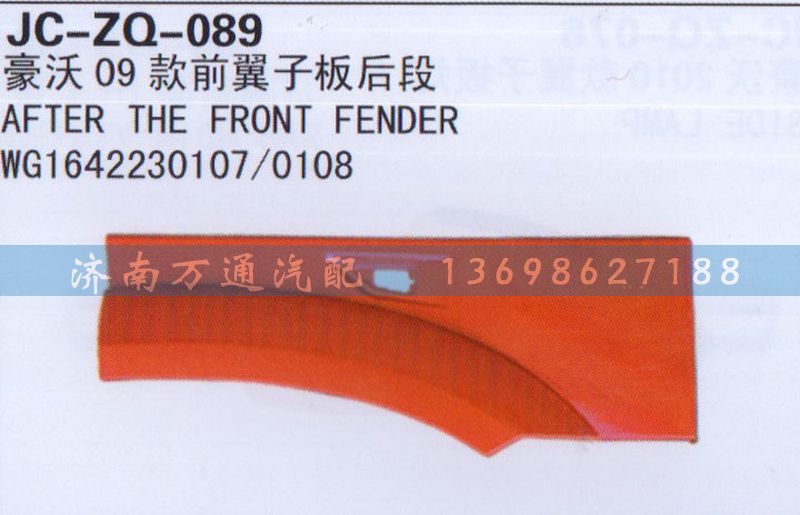 JC-ZQ-089
豪沃 09 款前翼子板后段
AFTER THE FRONT FENDER
WG1642230107/0108
济南万通汽配 13698627188